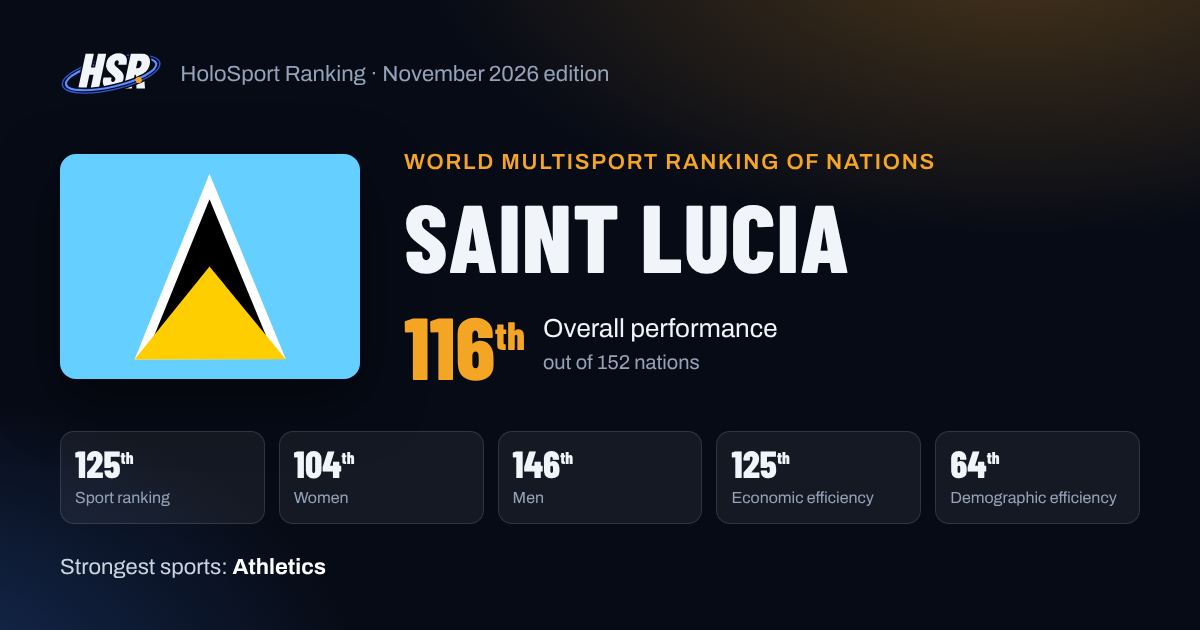 HSR
HoloSport Ranking · November 2026 edition
WORLD MULTISPORT RANKING OF NATIONS
SAINT LUCIA
116th
Overall performance
out of 152 nations
125th
Sport ranking
104th
Women
146th
Men
125th
Economic efficiency
64th
Demographic efficiency
Strongest sports: Athletics